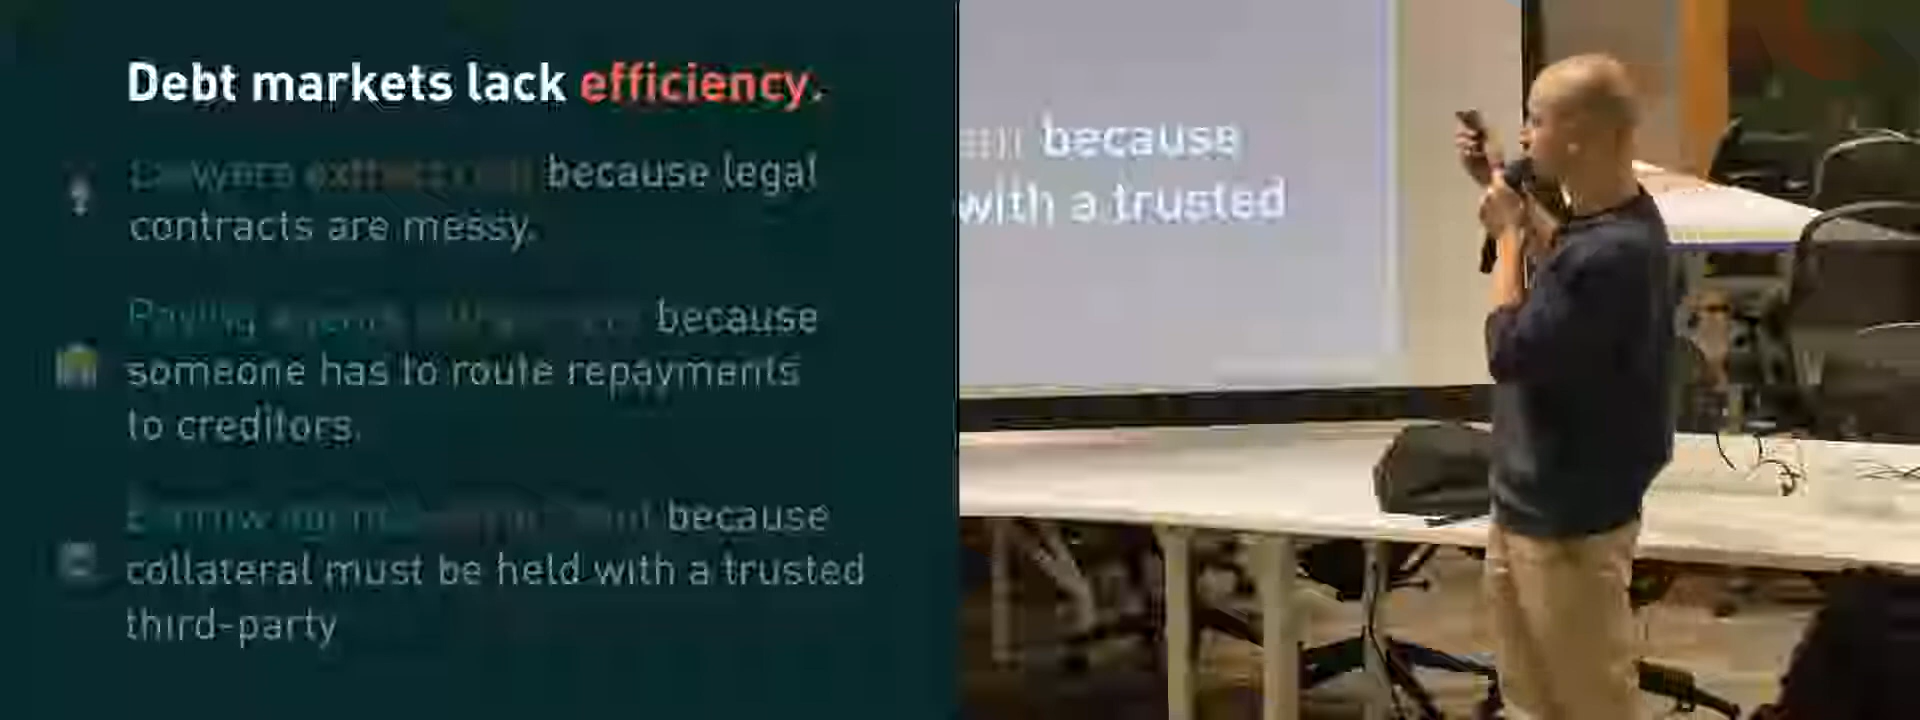 Debt markets lack efficiency.
because legal
contracts are messy.
Paying because
someone has to route repayments
to creditors.
because
collateral must be held with a trusted
third-party
because
with a trusted